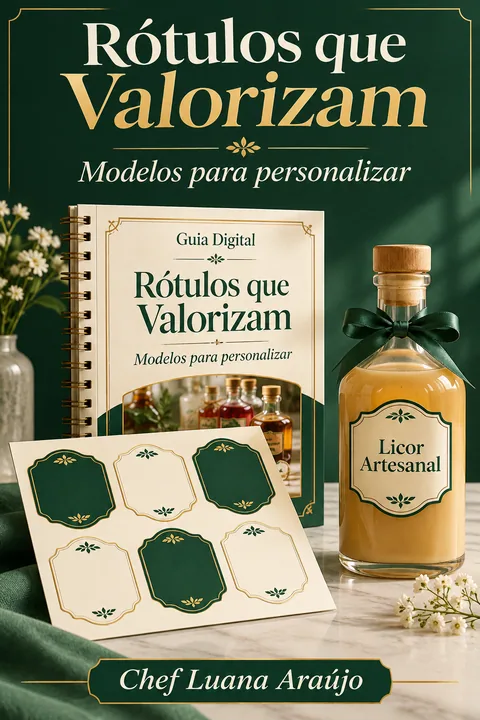 Rótulos que
Valorizam
Modelos para personalizar
Guia Digital
Rótulos que
Valorizam
Modelos para personalizar
Licor
Artesanal
Chef Luana Araújo